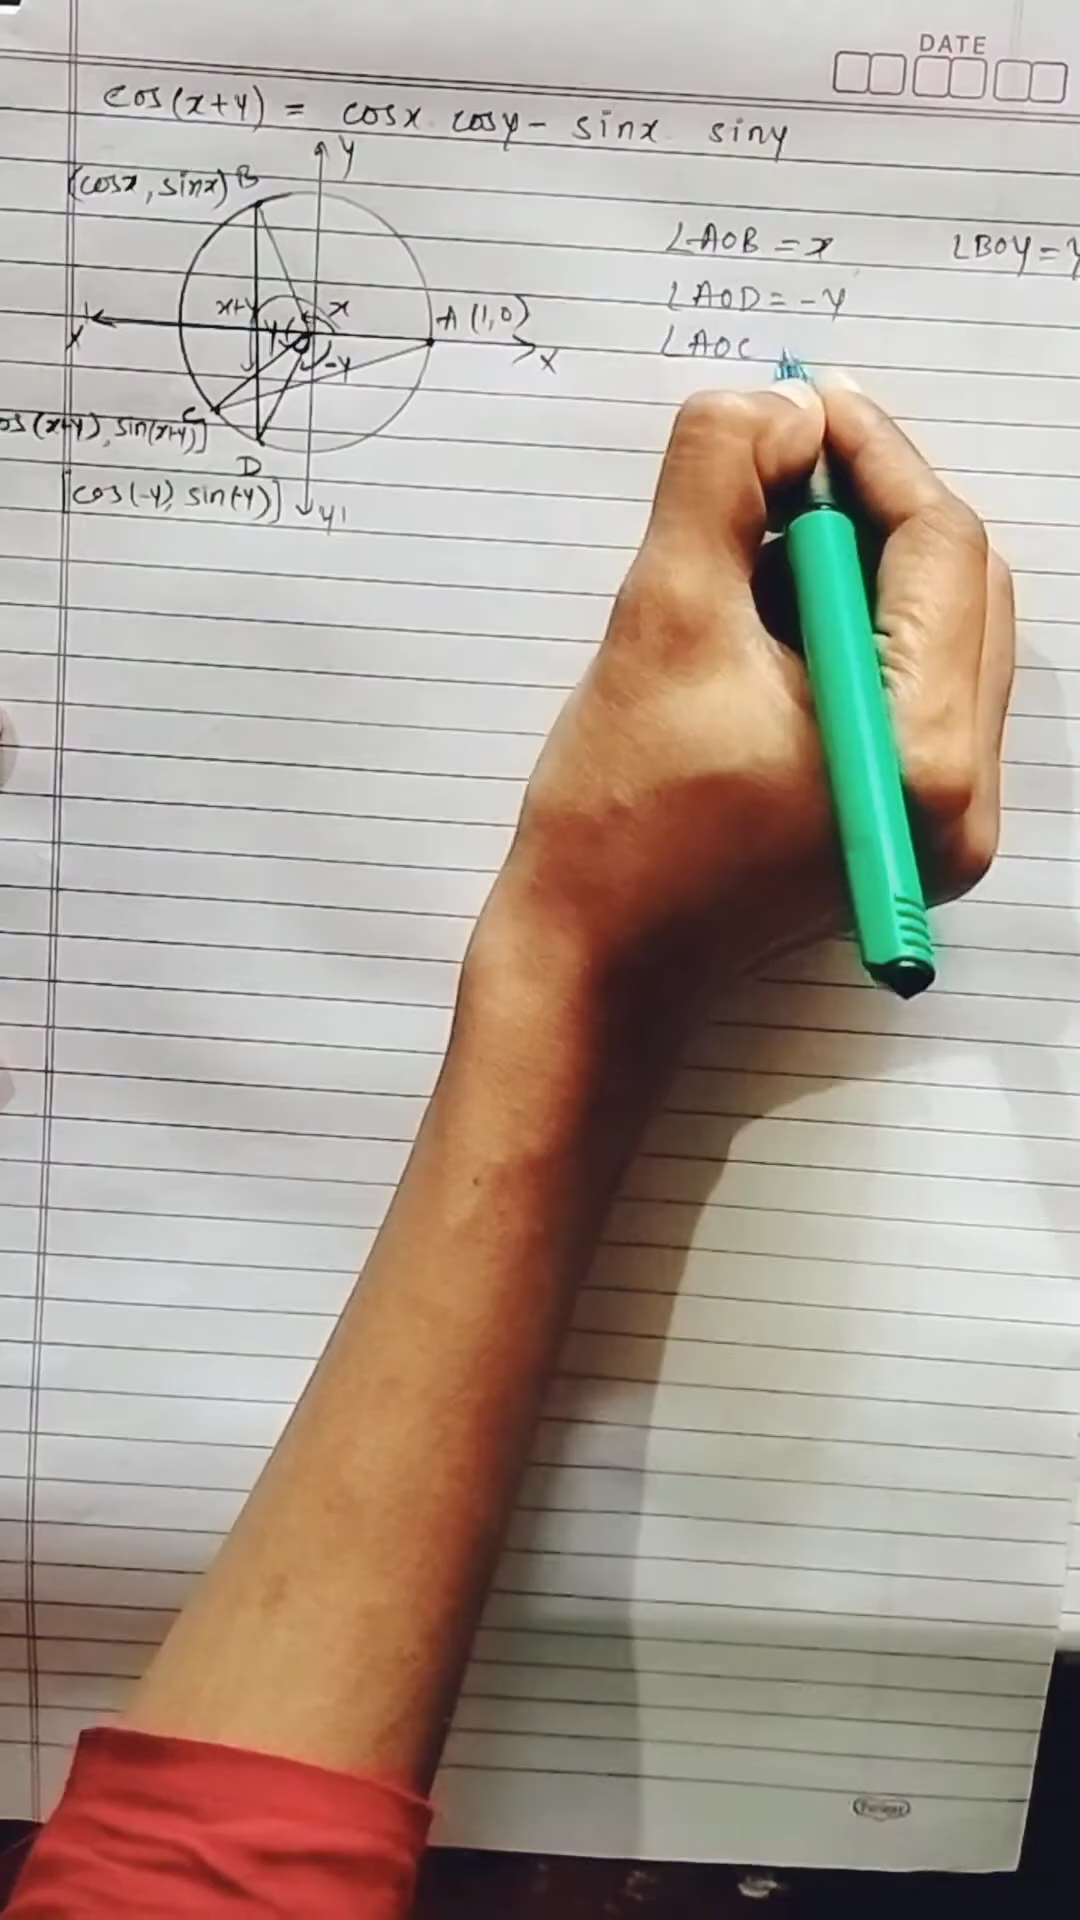 DATE
cos(x+y) = cosx cosy - sinx siny
y
(cosx, sinx) B
∠AOB = x ∠BOY = y
x+y x A (1,0)
∠AOD = -y
X' y -y X
∠AOC
C
os(x+y), sin(x+y)]
D
[cos(-y), sin(-y)] y'